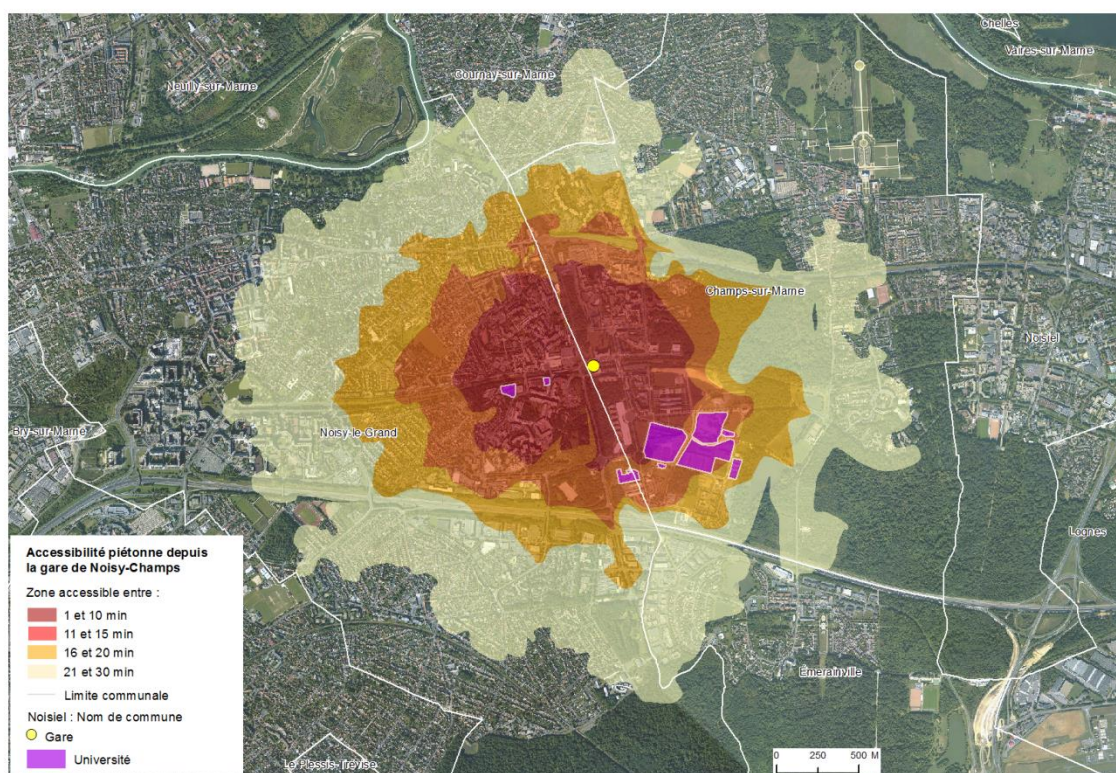 Chelles
Vaires-sur-Marne
Neuilly-sur-Marne
Gournay-sur-Marne
Champs-sur-Marne
Noisiel
Bry-sur-Marne
Noisy-le-Grand
Lognes
Émerainville
Le Plessis-Trévise
Accessibilité piétonne depuis
la gare de Noisy-Champs
Zone accessible entre :
1 et 10 min
11 et 15 min
16 et 20 min
21 et 30 min
Limite communale
Noisiel : Nom de commune
Gare
Université
0 250 500 M